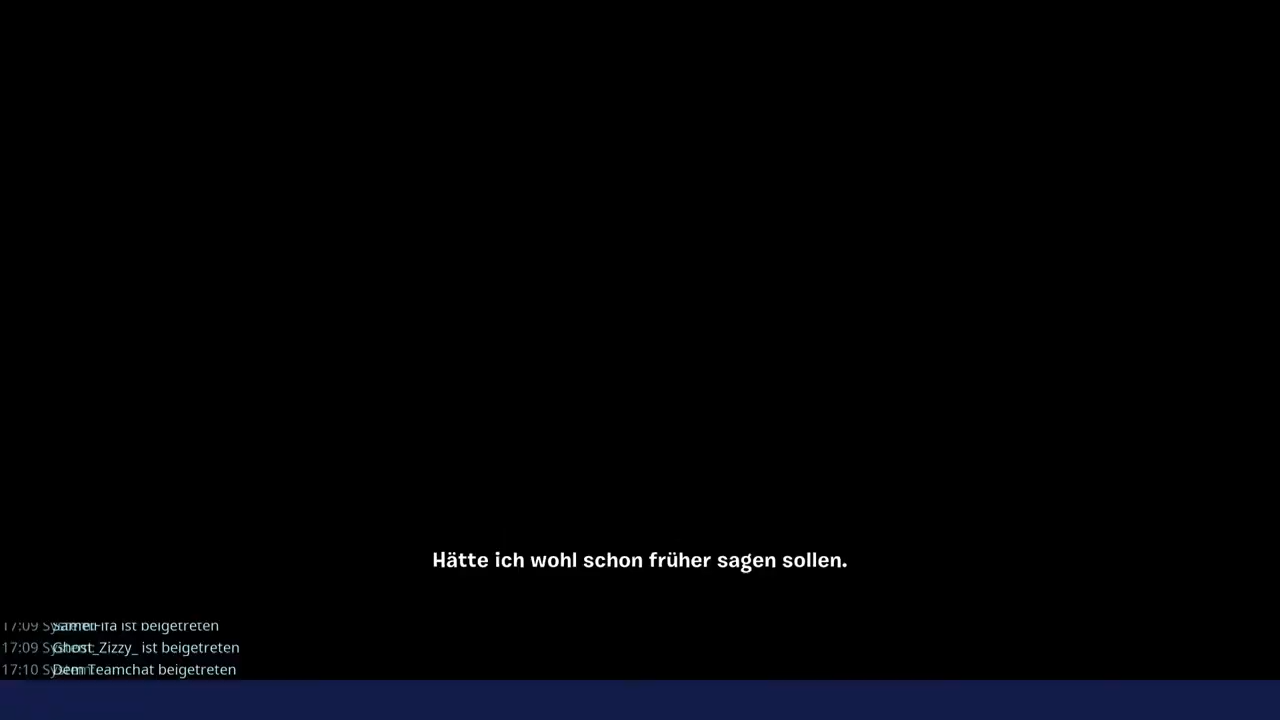 Hätte ich wohl schon früher sagen sollen.
17:09 ist beigetreten
17:09 Ghost_Zizzy_ ist beigetreten
17:10 Dem Teamchat beigetreten